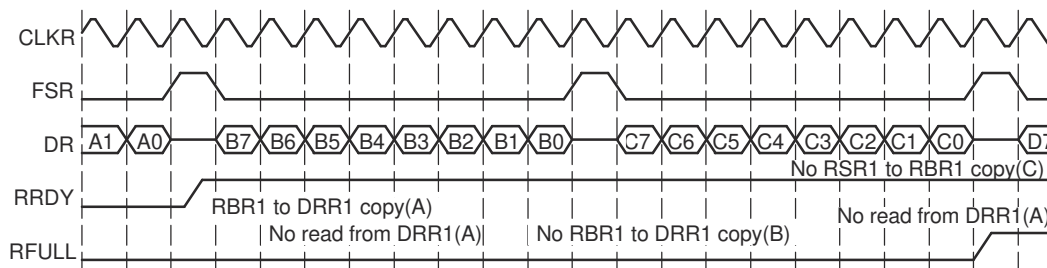 CLKR
FSR
DR A1 A0 B7 B6 B5 B4 B3 B2 B1 B0 C7 C6 C5 C4 C3 C2 C1 C0 D7
No RSR1 to RBR1 copy(C)
RRDY
RBR1 to DRR1 copy(A)
No read from DRR1(A)
No read from DRR1(A) No RBR1 to DRR1 copy(B)
RFULL